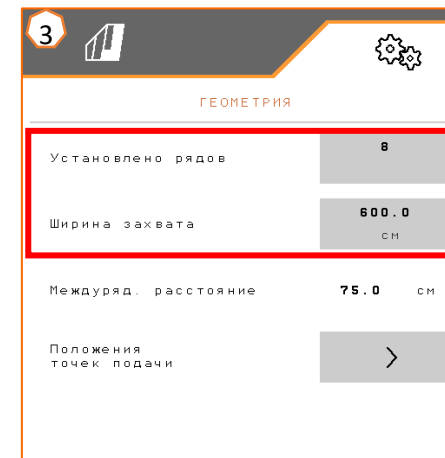 3
ГЕОМЕТРИЯ
Установлено рядов 8
Ширина захвата 600.0
см
Междуряд. расстояние 75.0 см
Положения
точек подачи